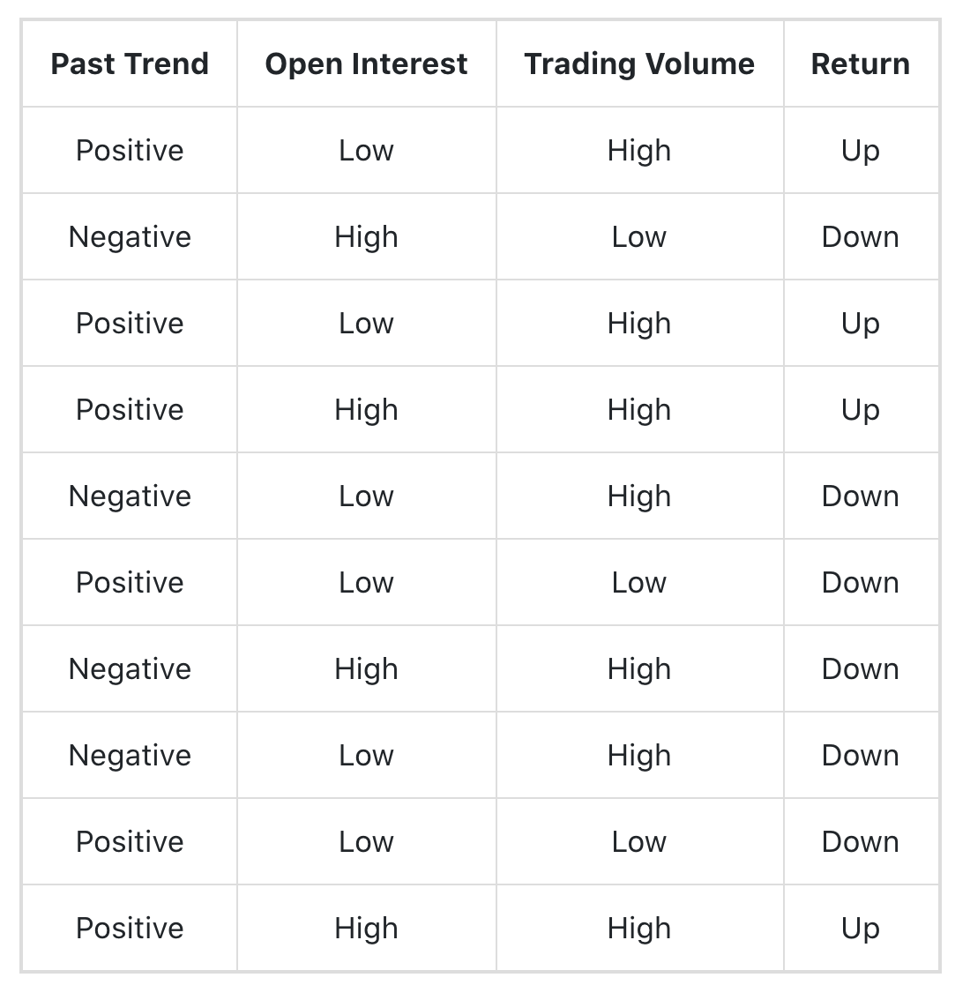 Past Trend Open Interest Trading Volume Return
Positive Low High Up
Negative High Low Down
Positive Low High Up
Positive High High Up
Negative Low High Down
Positive Low Low Down
Negative High High Down
Negative Low High Down
Positive Low Low Down
Positive High High Up